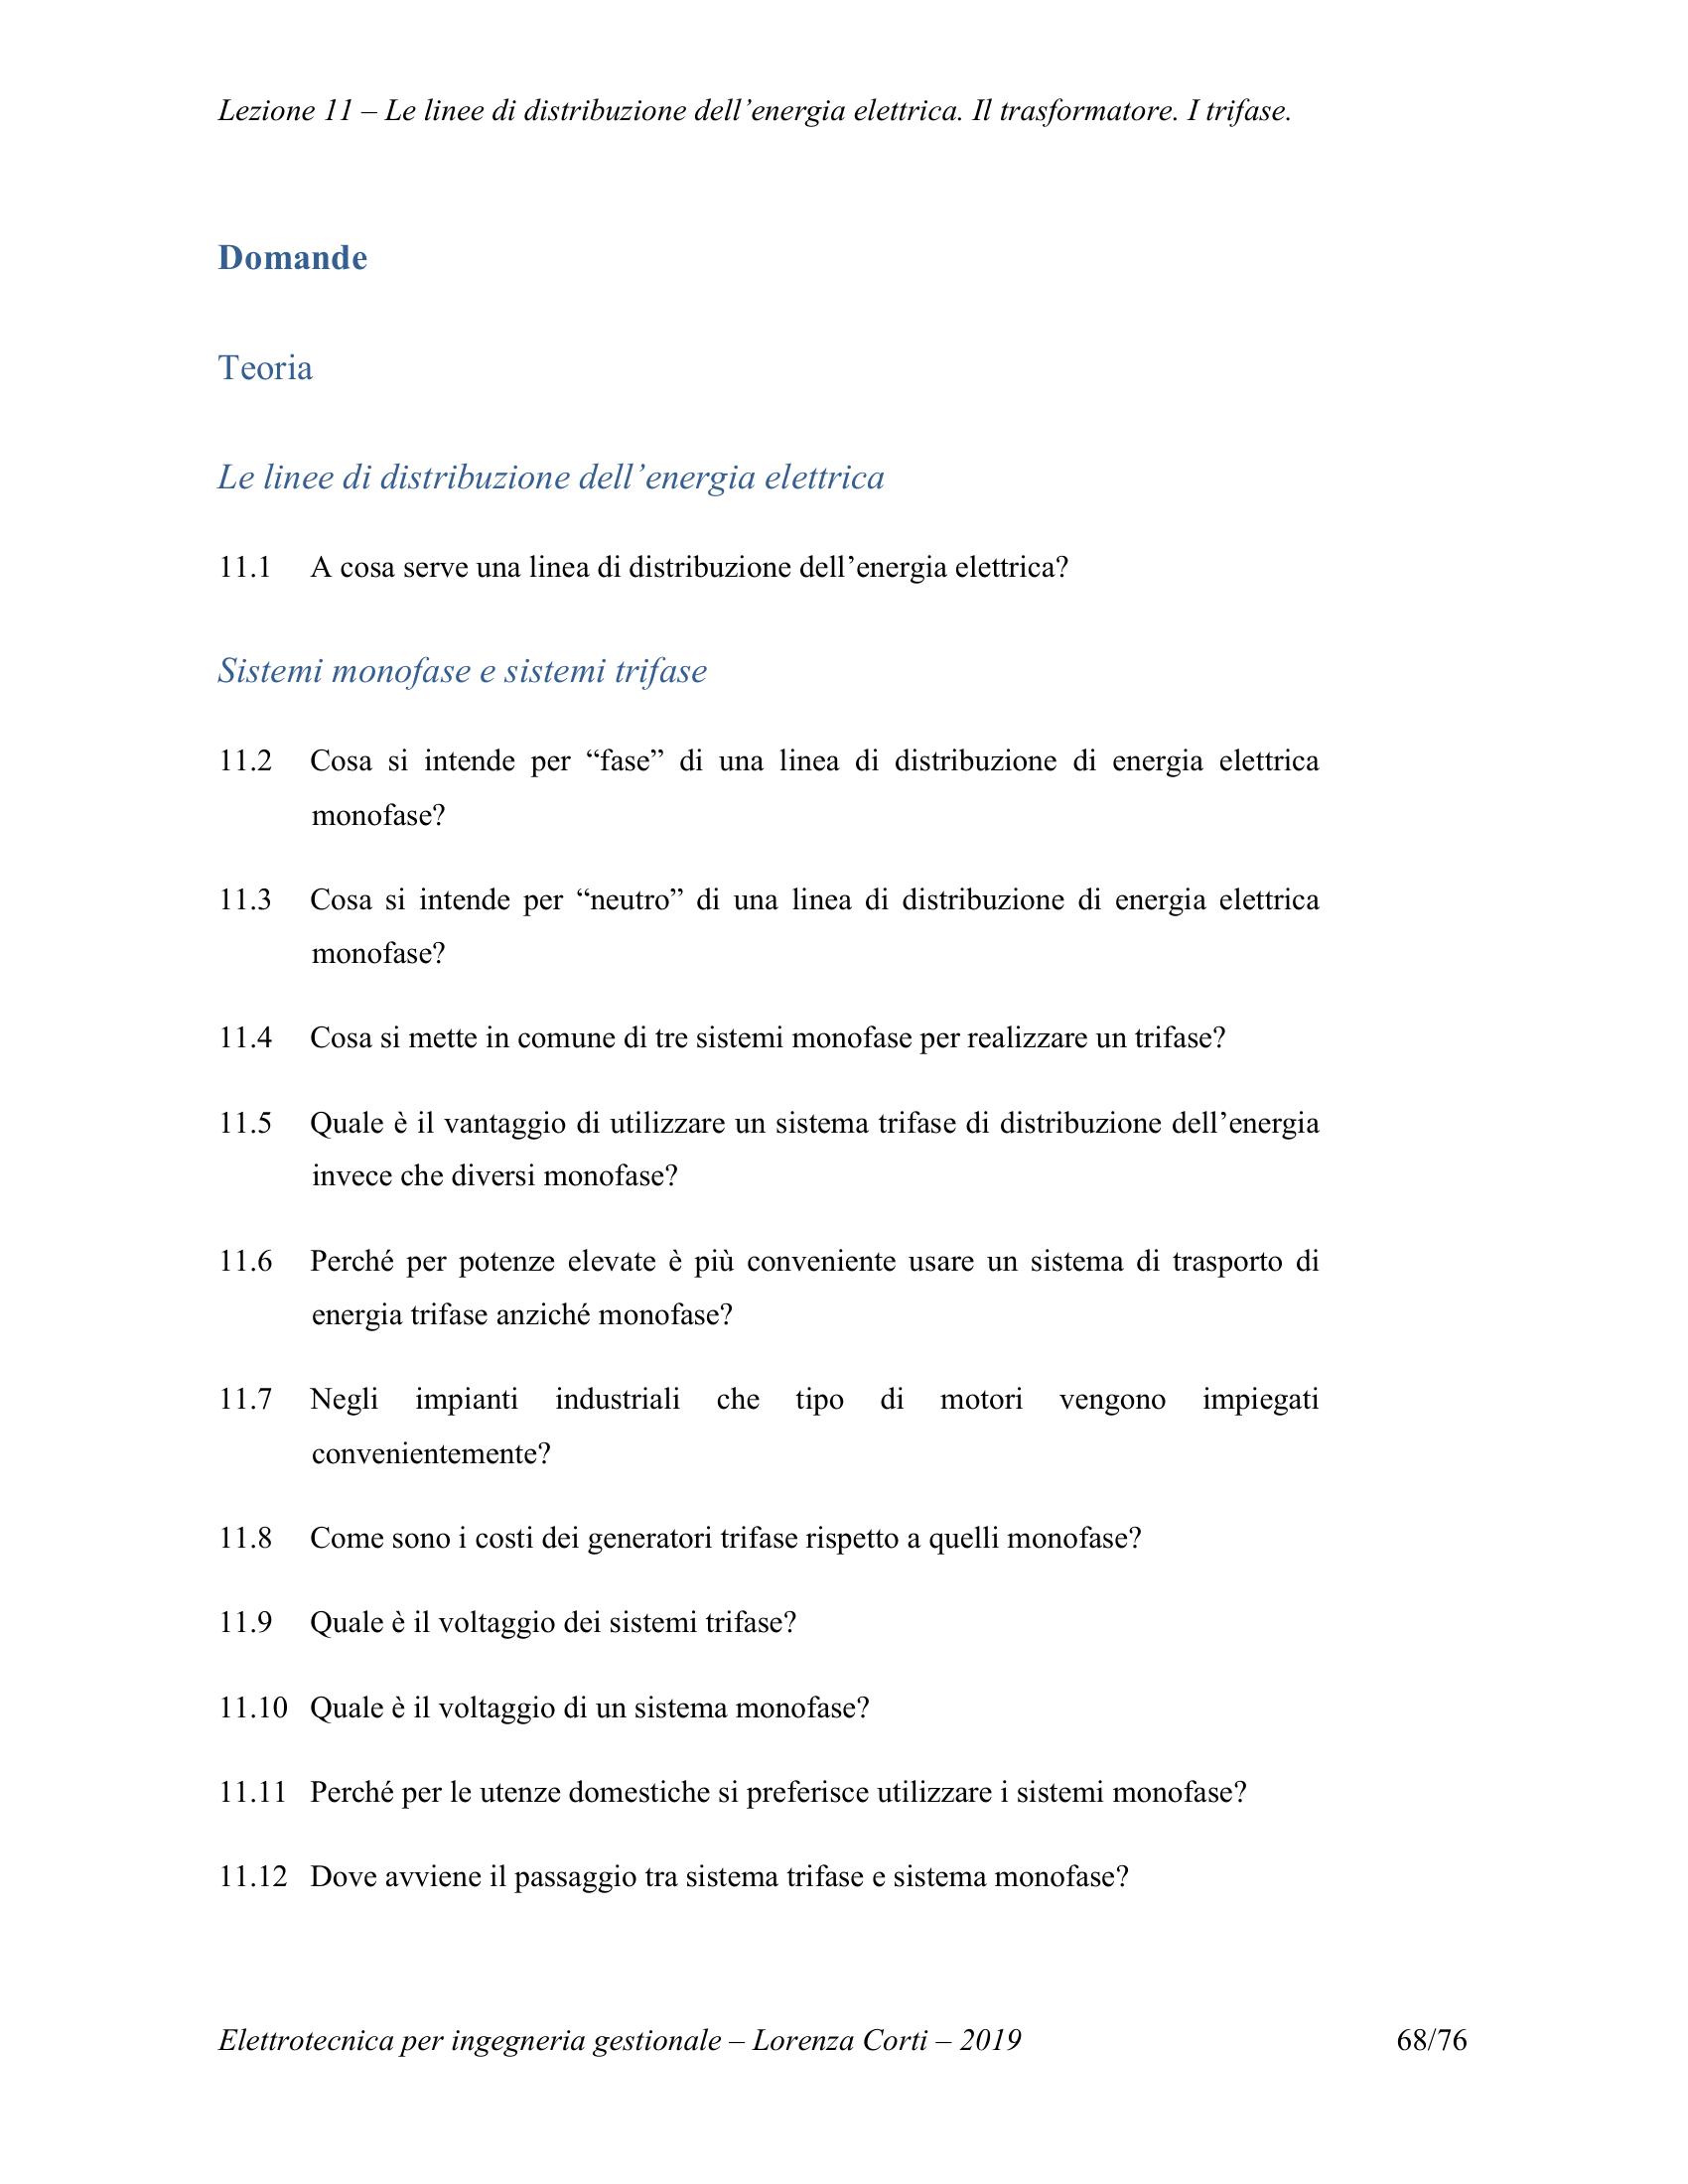 Lezione 11 – Le linee di distribuzione dell’energia elettrica. Il trasformatore. I trifase.
Domande
Teoria
Le linee di distribuzione dell’energia elettrica
11.1 A cosa serve una linea di distribuzione dell’energia elettrica?
Sistemi monofase e sistemi trifase
11.2 Cosa si intende per “fase” di una linea di distribuzione di energia elettrica
monofase?
11.3 Cosa si intende per “neutro” di una linea di distribuzione di energia elettrica
monofase?
11.4 Cosa si mette in comune di tre sistemi monofase per realizzare un trifase?
11.5 Quale è il vantaggio di utilizzare un sistema trifase di distribuzione dell’energia
invece che diversi monofase?
11.6 Perché per potenze elevate è più conveniente usare un sistema di trasporto di
energia trifase anziché monofase?
11.7 Negli impianti industriali che tipo di motori vengono impiegati
convenientemente?
11.8 Come sono i costi dei generatori trifase rispetto a quelli monofase?
11.9 Quale è il voltaggio dei sistemi trifase?
11.10 Quale è il voltaggio di un sistema monofase?
11.11 Perché per le utenze domestiche si preferisce utilizzare i sistemi monofase?
11.12 Dove avviene il passaggio tra sistema trifase e sistema monofase?
Elettrotecnica per ingegneria gestionale – Lorenza Corti – 2019 68/76